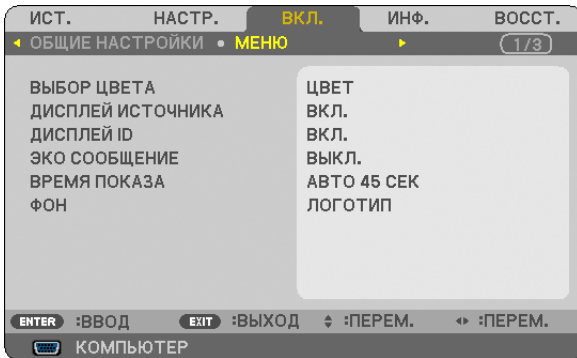 ИСТ. НАСТР. ВКЛ. ИНФ. ВОССТ.
ОБЩИЕ НАСТРОЙКИ • МЕНЮ 1/3
ВЫБОР ЦВЕТА ЦВЕТ
ДИСПЛЕЙ ИСТОЧНИКА ВКЛ.
ДИСПЛЕЙ ID ВКЛ.
ЭКО СООБЩЕНИЕ ВЫКЛ.
ВРЕМЯ ПОКАЗА АВТО 45 СЕК
ФОН ЛОГОТИП
ENTER :ВВОД EXIT :ВЫХОД :ПЕРЕМ. :ПЕРЕМ.
КОМПЬЮТЕР